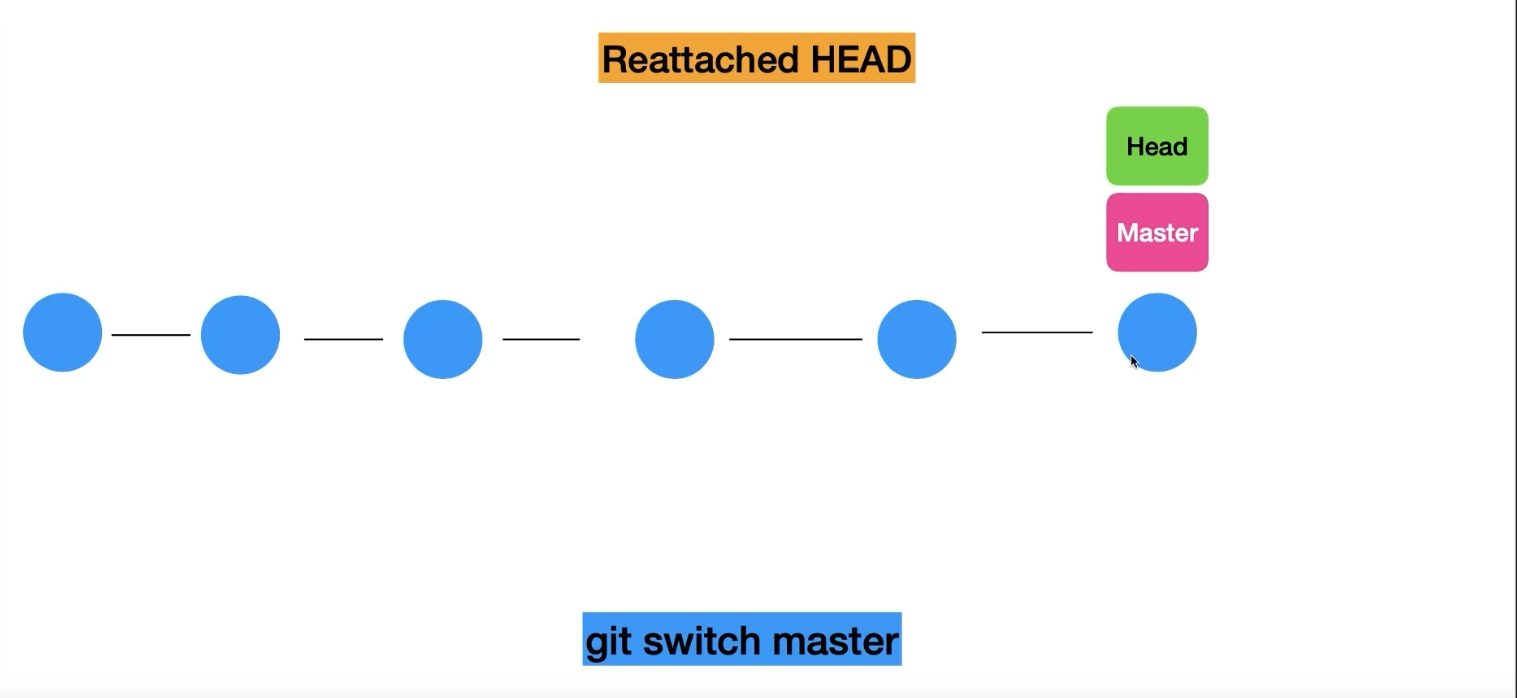 Reattached HEAD
Head
Master
git switch master